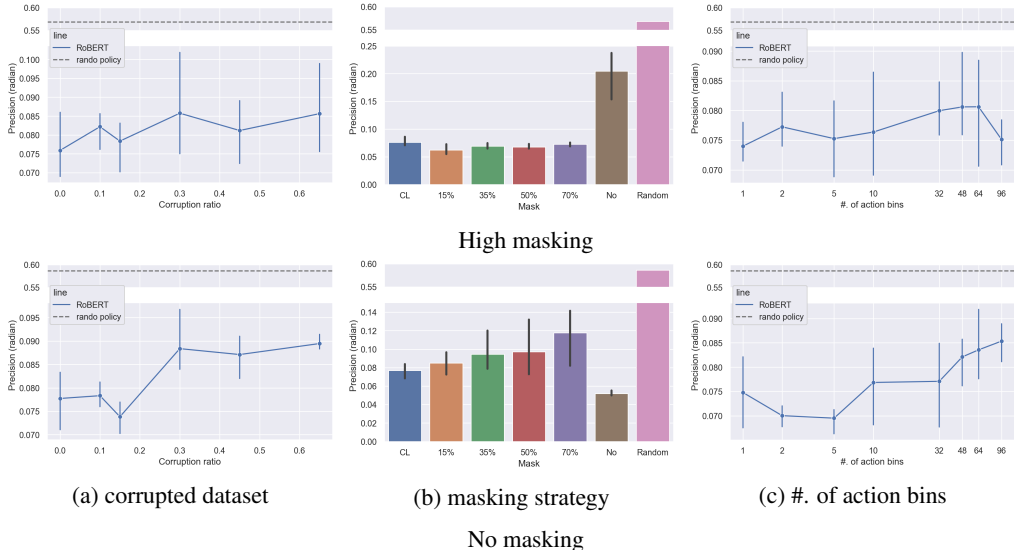 0.60
0.55
line
RoBERT
rando policy
0.100
0.095
0.090
0.085
0.080
0.075
0.070
Precision (radian)
0.0 0.1 0.2 0.3 0.4 0.5 0.6
Corruption ratio
0.60
0.55
0.25
0.20
0.15
0.10
0.05
0.00
Precision (radian)
CL 15% 35% 50% 70% No Random
Mask
0.60
0.55
line
RoBERT
rando policy
0.090
0.085
0.080
0.075
0.070
Precision (radian)
1 2 5 10 32 48 64 96
#. of action bins
High masking
0.60
0.55
line
RoBERT
rando policy
0.095
0.090
0.085
0.080
0.075
0.070
Precision (radian)
0.0 0.1 0.2 0.3 0.4 0.5 0.6
Corruption ratio
0.60
0.55
0.14
0.12
0.10
0.08
0.06
0.04
0.02
0.00
Precision (radian)
CL 15% 35% 50% 70% No Random
Mask
0.60
0.55
line
RoBERT
rando policy
0.090
0.085
0.080
0.075
0.070
Precision (radian)
1 2 5 10 32 48 64 96
#. of action bins
(a) corrupted dataset
(b) masking strategy
(c) #. of action bins
No masking